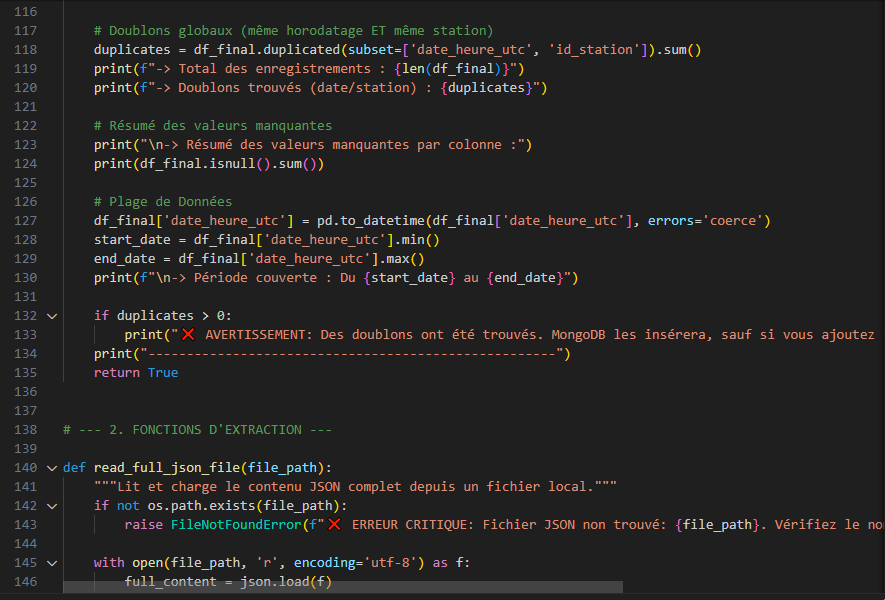 116
117 # Doublons globaux (même horodatage ET même station)
118 duplicates = df_final.duplicated(subset=['date_heure_utc', 'id_station']).sum()
119 print(f"-> Total des enregistrements : {len(df_final)}")
120 print(f"-> Doublons trouvés (date/station) : {duplicates}")
121
122 # Résumé des valeurs manquantes
123 print("\n-> Résumé des valeurs manquantes par colonne :")
124 print(df_final.isnull().sum())
125
126 # Plage de Données
127 df_final['date_heure_utc'] = pd.to_datetime(df_final['date_heure_utc'], errors='coerce')
128 start_date = df_final['date_heure_utc'].min()
129 end_date = df_final['date_heure_utc'].max()
130 print(f"\n-> Période couverte : Du {start_date} au {end_date}")
131
132 if duplicates > 0:
133 print("❌ AVERTISSEMENT: Des doublons ont été trouvés. MongoDB les insérera, sauf si vous ajoutez
134 print("-----------------------------------------------------")
135 return True
136
137
138 # --- 2. FONCTIONS D'EXTRACTION ---
139
140 def read_full_json_file(file_path):
141 """Lit et charge le contenu JSON complet depuis un fichier local."""
142 if not os.path.exists(file_path):
143 raise FileNotFoundError(f"❌ ERREUR CRITIQUE: Fichier JSON non trouvé: {file_path}. Vérifiez le
144
145 with open(file_path, 'r', encoding='utf-8') as f:
146 full_content = json.load(f)